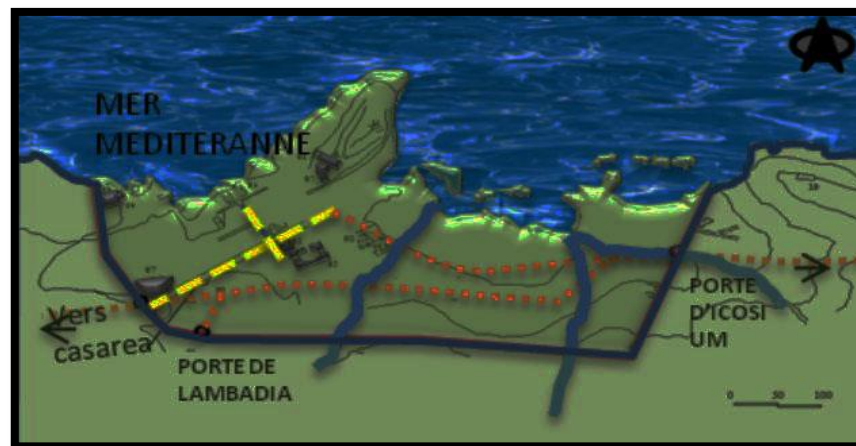 MER
MEDITERANNE
Vers
casarea
PORTE DE
LAMBADIA
PORTE
D'ICOSI
UM
0 50 100